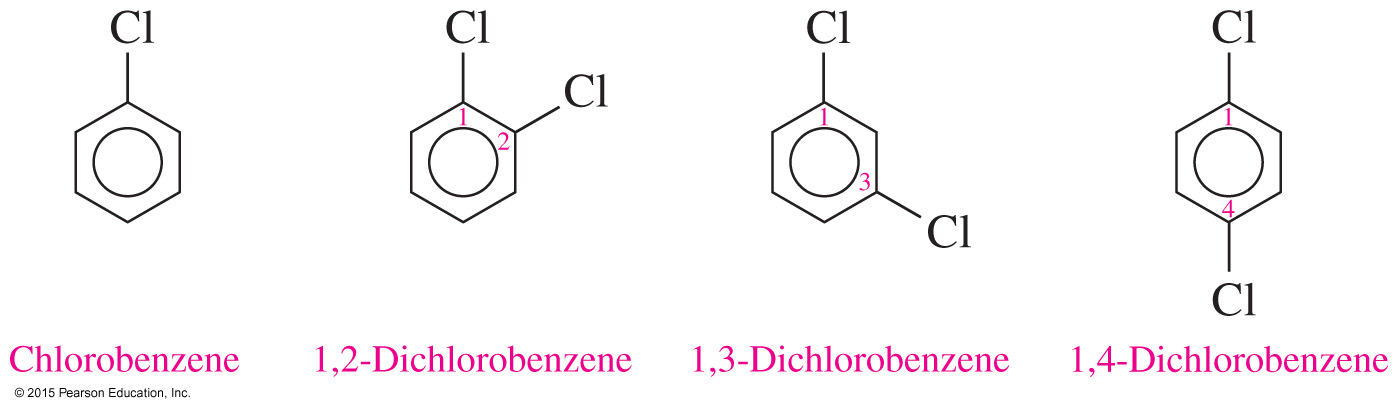 Cl Cl Cl Cl
Cl
1 2 1 1
3 4
Cl
Cl
Chlorobenzene 1,2-Dichlorobenzene 1,3-Dichlorobenzene 1,4-Dichlorobenzene
© 2015 Pearson Education, Inc.